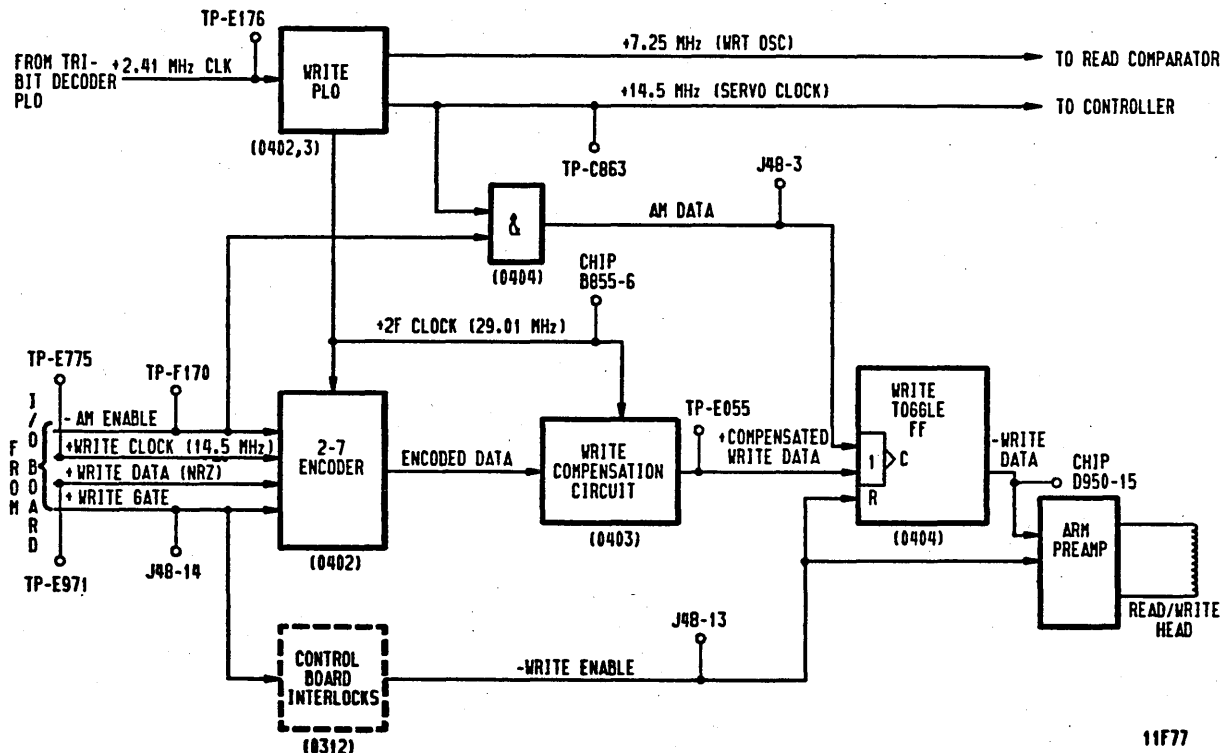 TP-E176
FROM TRI-
BIT DECODER
PLO
+2.41 MHz CLK
WRITE
PLO
(0402,3)
+7.25 MHz (WRT OSC)
TO READ COMPARATOR
+14.5 MHz (SERVO CLOCK)
TO CONTROLLER
TP-C863
J48-3
&
(0404)
AM DATA
CHIP
B855-6
+2F CLOCK (29.01 MHz)
TP-E775
TP-F170
FROM
I/O BOARD
- AM ENABLE
+WRITE CLOCK (14.5 MHz)
+WRITE DATA (NRZ)
+ WRITE GATE
TP-E971
J48-14
2-7
ENCODER
(0402)
ENCODED DATA
WRITE
COMPENSATION
CIRCUIT
(0403)
TP-E055
+COMPENSATED
WRITE DATA
WRITE
TOGGLE
FF
1
C
R
(0404)
-WRITE
DATA
CHIP
D950-15
ARM
PREAMP
READ/WRITE
HEAD
CONTROL
BOARD
INTERLOCKS
(0312)
J48-13
-WRITE ENABLE
11F77